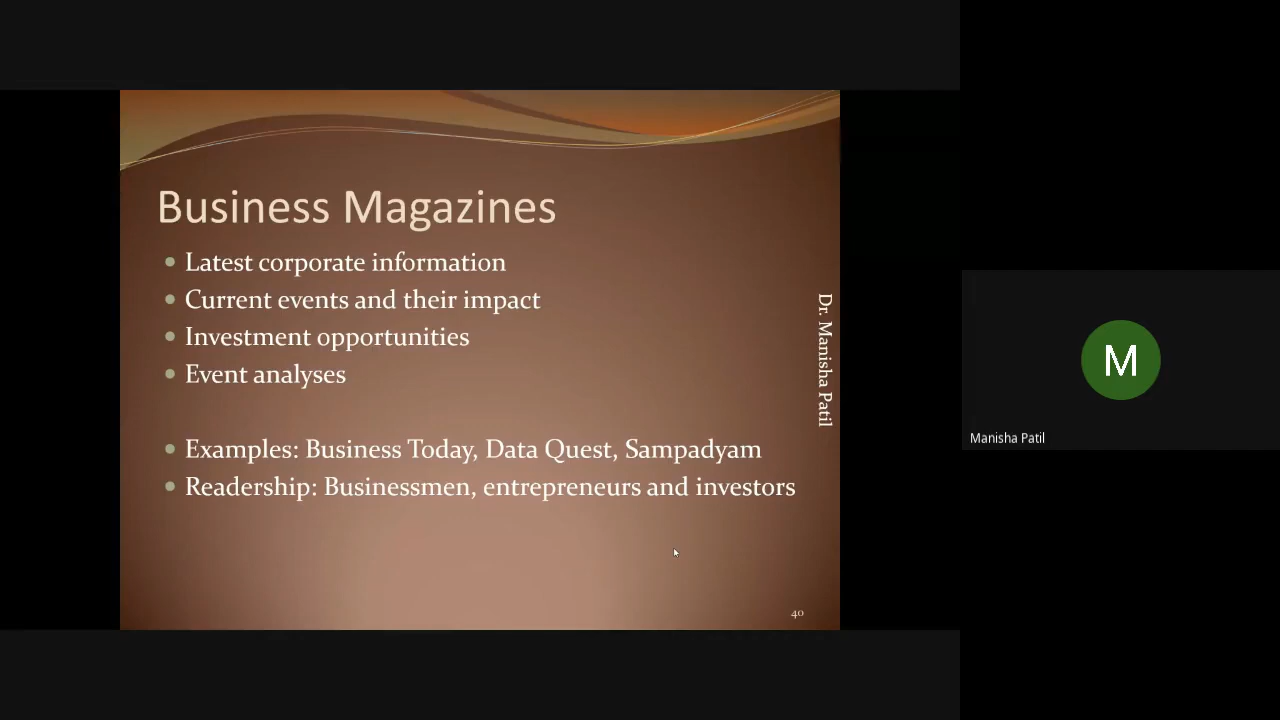 Business Magazines
Latest corporate information
Current events and their impact
Investment opportunities
Event analyses
Examples: Business Today, Data Quest, Sampadyam
Readership: Businessmen, entrepreneurs and investors
Dr. Manisha Patil
40
M
Manisha Patil